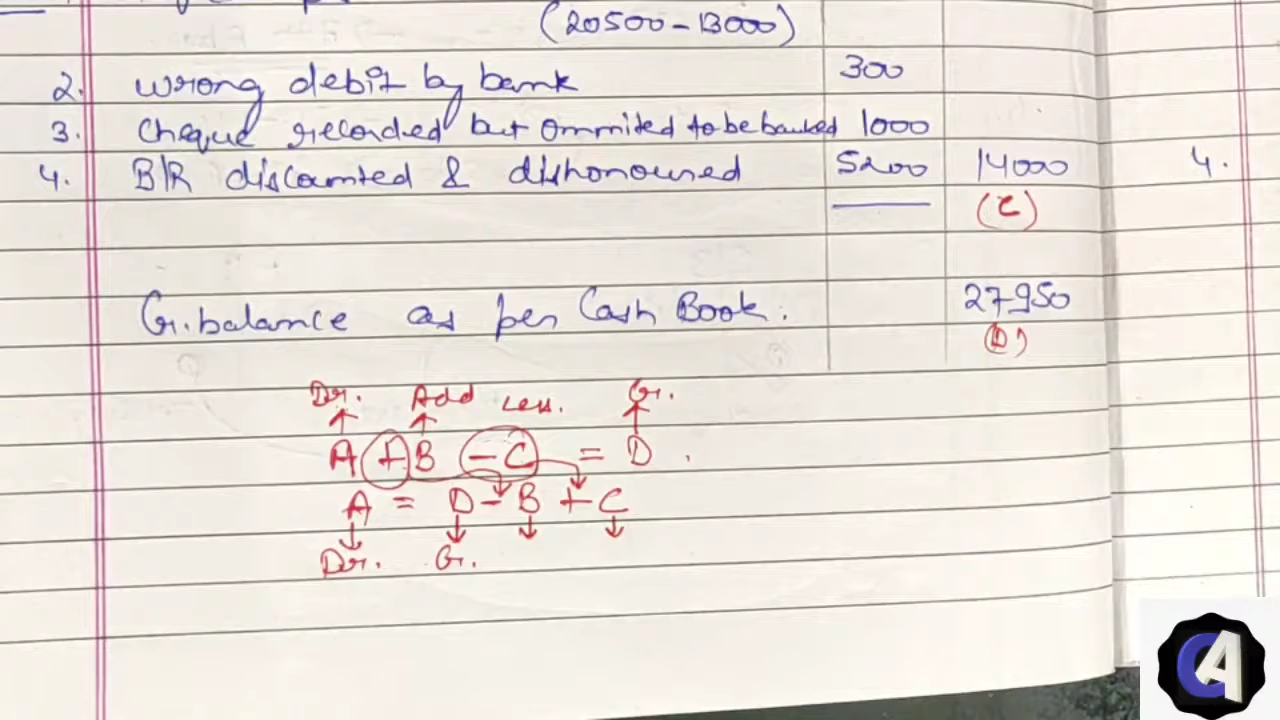 (20500-13000)
2. wrong debit by bank 300
3. Cheque recorded but ommited to be banked 1000
4. B/R discounted & dishonoured 5200 14000 4.
(C)
Cr. balance as per Cash Book. 27950
(D)
Dr. Add Less. Cr.
A + B - C = D.
A = D - B + C
Dr. Cr.
CA